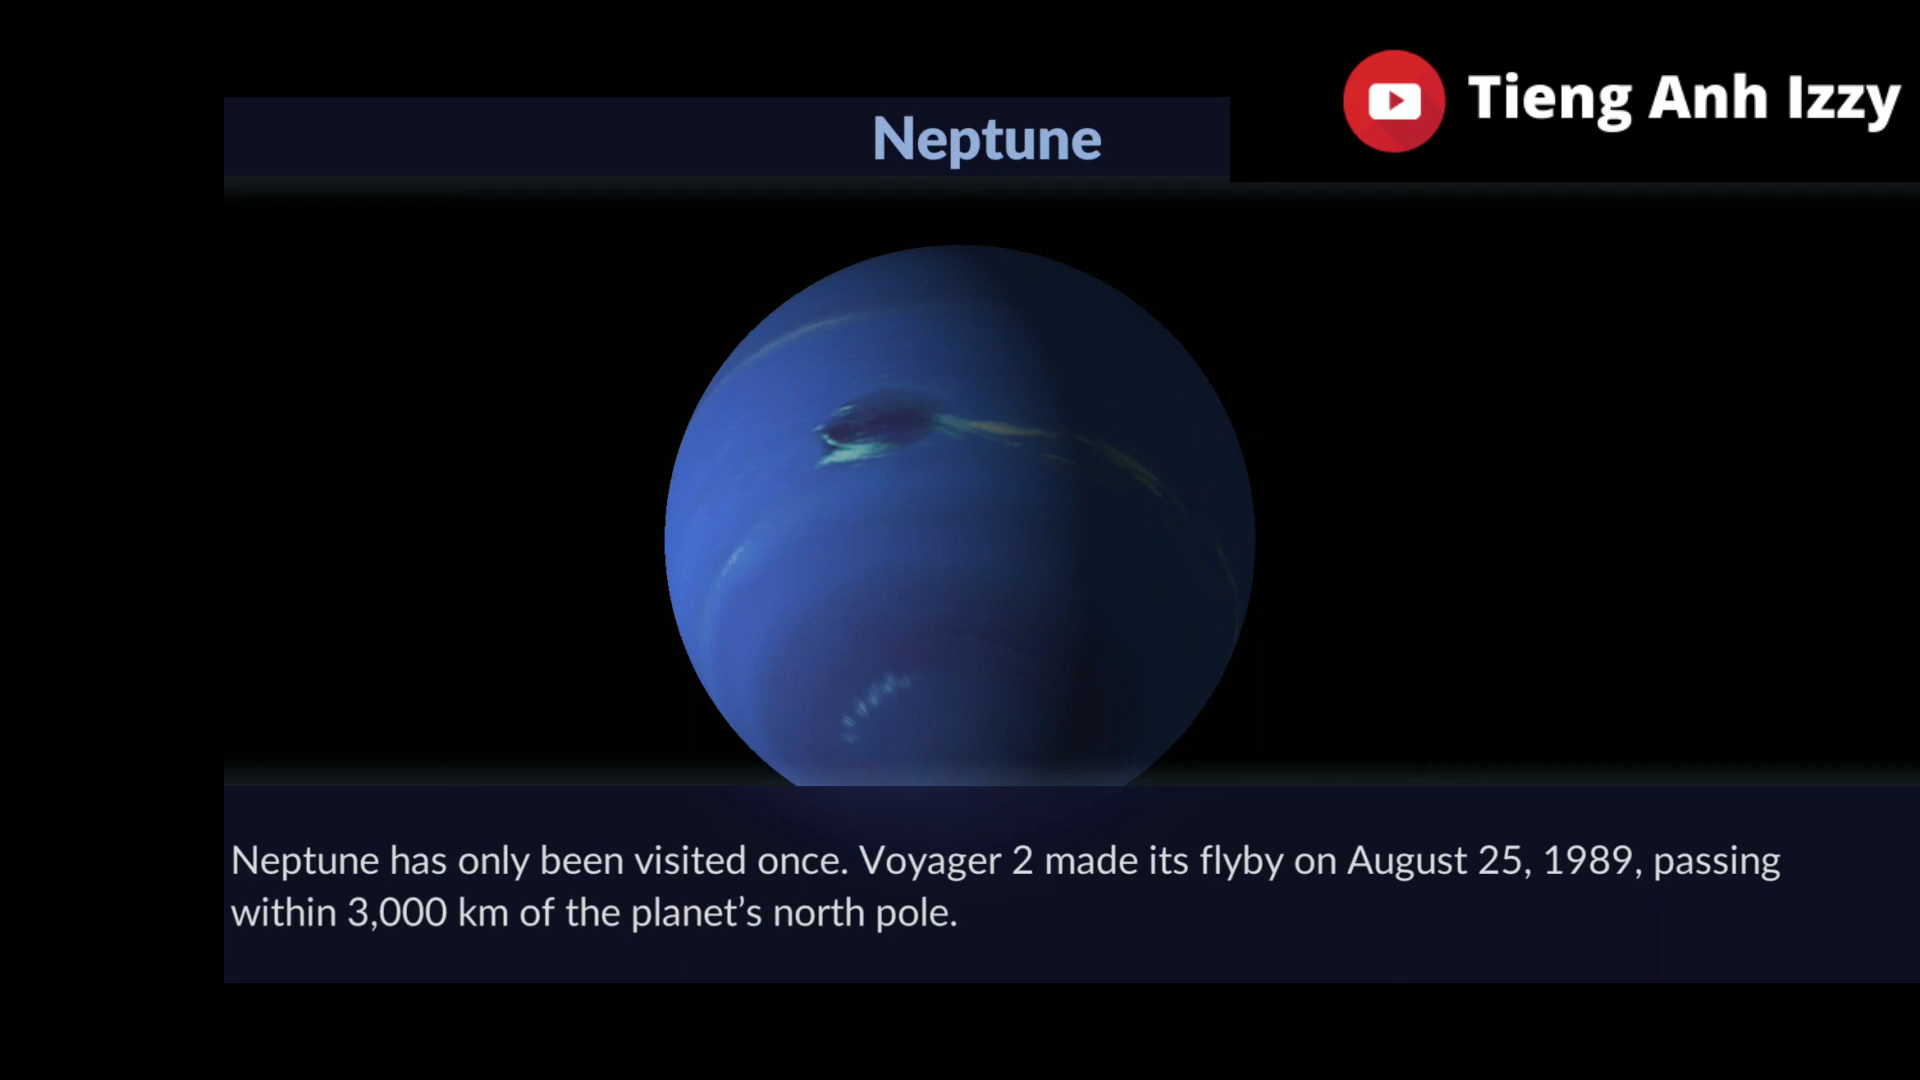 Tieng Anh Izzy
Neptune
Neptune has only been visited once. Voyager 2 made its flyby on August 25, 1989, passing
within 3,000 km of the planet’s north pole.